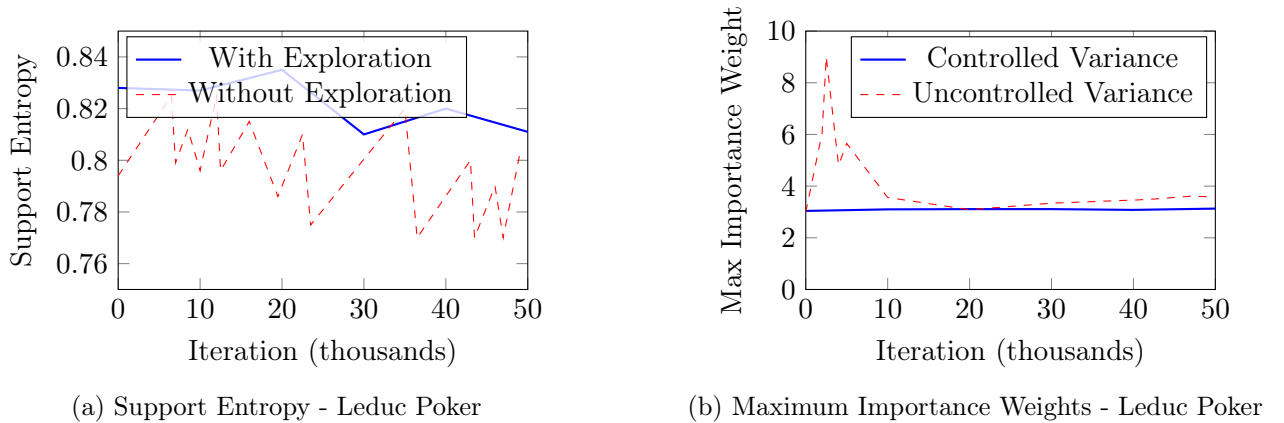 With Exploration
Without Exploration
0.84
0.82
0.8
0.78
0.76
0 10 20 30 40 50
Support Entropy
Iteration (thousands)
(a) Support Entropy - Leduc Poker
Controlled Variance
Uncontrolled Variance
10
8
6
4
2
0
0 10 20 30 40 50
Max Importance Weight
Iteration (thousands)
(b) Maximum Importance Weights - Leduc Poker